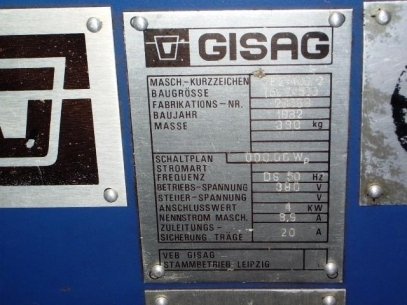 GISAG
MASCH.-KURZZEICHEN
BAUGRÖSSE
FABRIKATIONS-NR.
BAUJAHR 1982
MASSE kg
SCHALTPLAN
STROMART
FREQUENZ DS 50 Hz
BETRIEBS-SPANNUNG 380 V
STEUER-SPANNUNG V
ANSCHLUSSWERT 4 KW
NENNSTROM MASCH. A
ZULEITUNGS-
SICHERUNG TRÄGE 20 A
VEB GISAG
STAMMBETRIEB LEIPZIG